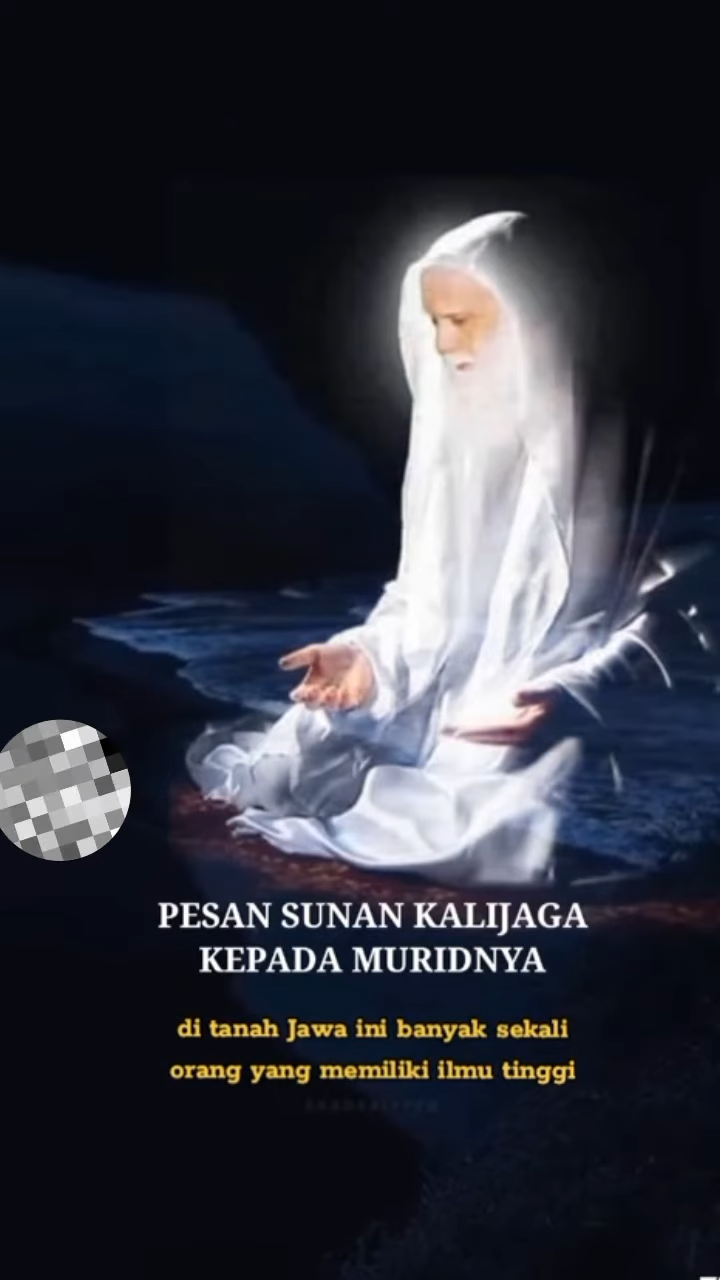 PESAN SUNAN KALIJAGA
KEPADA MURIDNYA
di tanah Jawa ini banyak sekali
orang yang memiliki ilmu tinggi